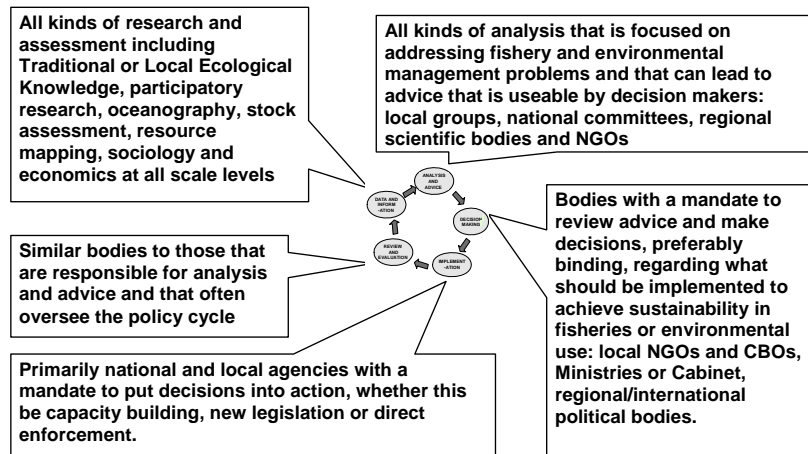 All kinds of research and
assessment including
Traditional or Local Ecological
Knowledge, participatory
research, oceanography, stock
assessment, resource
mapping, sociology and
economics at all scale levels
All kinds of analysis that is focused on
addressing fishery and environmental
management problems and that can lead to
advice that is useable by decision makers:
local groups, national committees, regional
scientific bodies and NGOs
ANALYSIS
AND
ADVICE
DATA AND
INFORM
-ATION
DECISION
MAKING
REVIEW
AND
EVALUATION
IMPLEMENT
-ATION
Similar bodies to those that
are responsible for analysis
and advice and that often
oversee the policy cycle
Bodies with a mandate to
review advice and make
decisions, preferably
binding, regarding what
should be implemented to
achieve sustainability in
fisheries or environmental
use: local NGOs and CBOs,
Ministries or Cabinet,
regional/international
political bodies.
Primarily national and local agencies with a
mandate to put decisions into action, whether this
be capacity building, new legislation or direct
enforcement.